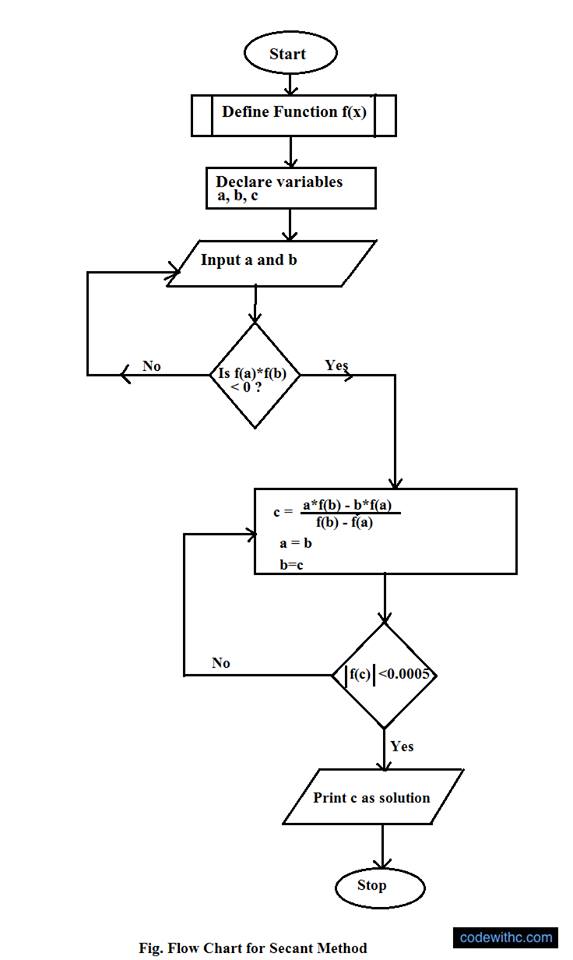 Start
Define Function f(x)
Declare variables
a, b, c
Input a and b
No
Is f(a)*f(b)
< 0 ?
Yes
c = a*f(b) - b*f(a)
f(b) - f(a)
a = b
b=c
No
|f(c)|<0.0005
Yes
Print c as solution
Stop
Fig. Flow Chart for Secant Method
codewithc.com